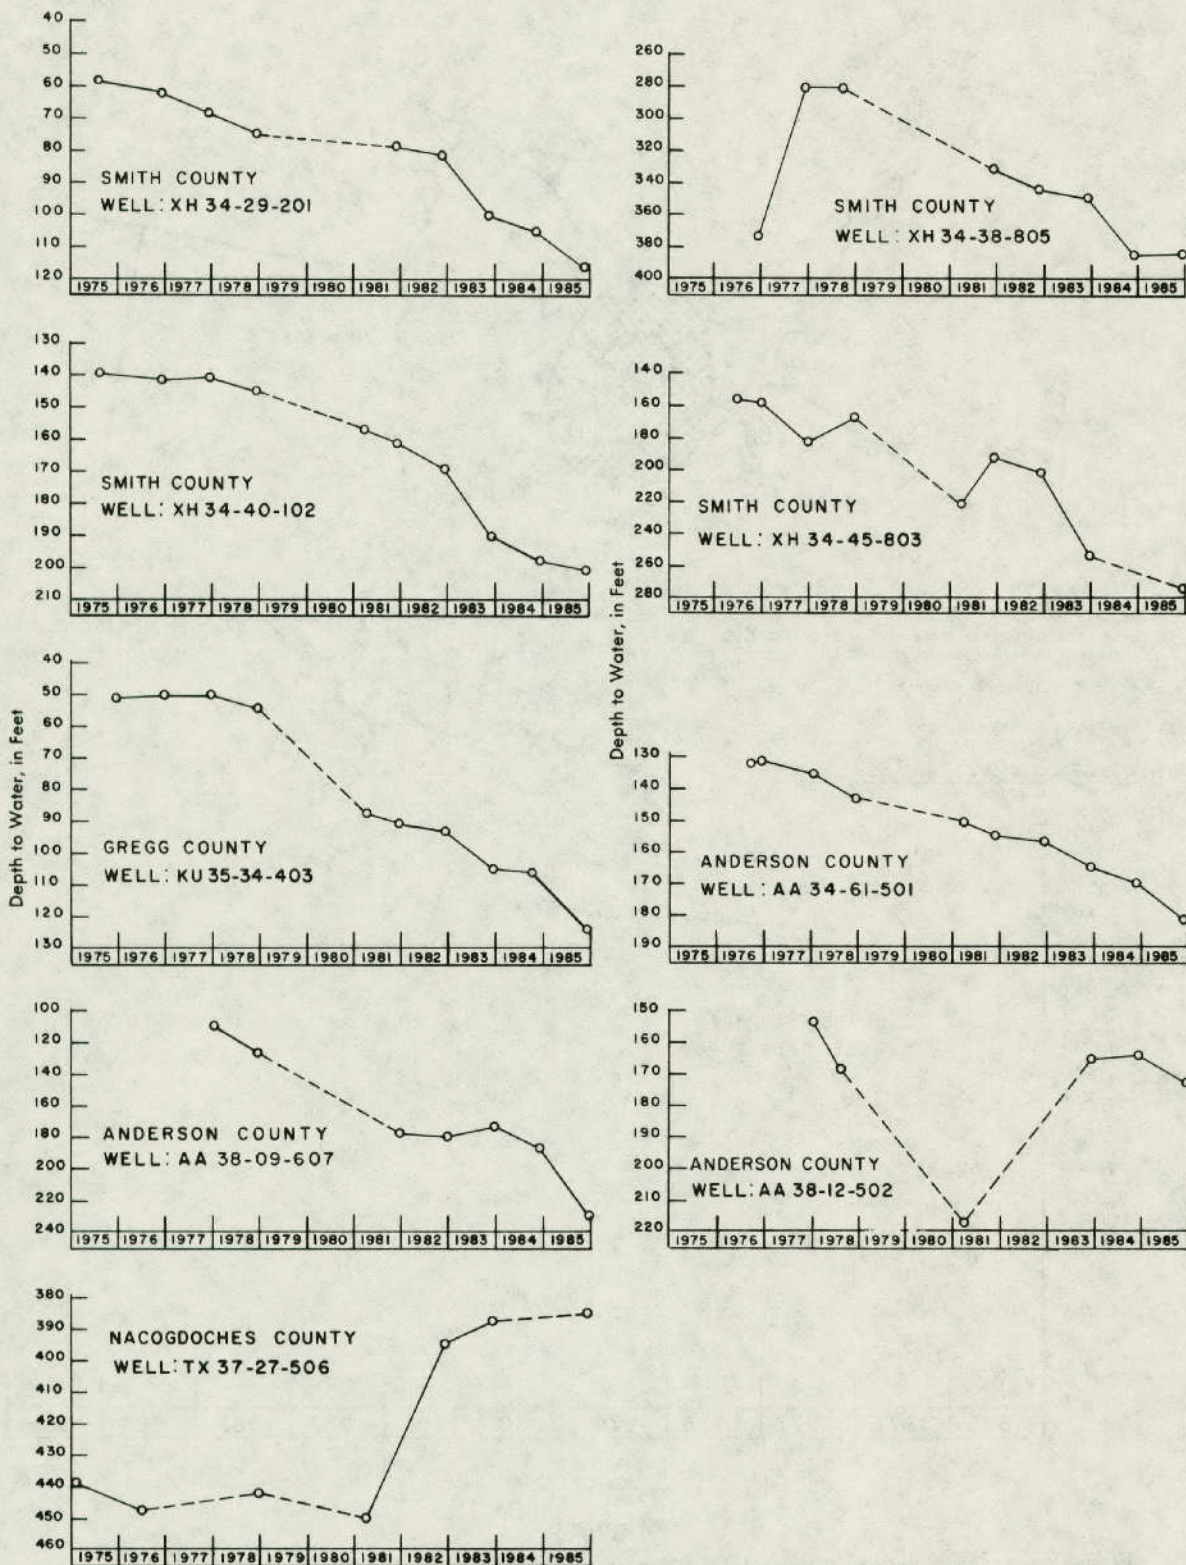 40
50
60
70
80
90
100
110
120
SMITH COUNTY
WELL: XH 34-29-201
1975 1976 1977 1978 1979 1980 1981 1982 1983 1984 1985
260
280
300
320
340
360
380
400
SMITH COUNTY
WELL: XH 34-38-805
1975 1976 1977 1978 1979 1980 1981 1982 1983 1984 1985
130
140
150
160
170
180
190
200
210
SMITH COUNTY
WELL: XH 34-40-102
1975 1976 1977 1978 1979 1980 1981 1982 1983 1984 1985
140
160
180
200
220
240
260
280
SMITH COUNTY
WELL: XH 34-45-803
1975 1976 1977 1978 1979 1980 1981 1982 1983 1984 1985
Depth to Water, in Feet
40
50
60
70
80
90
100
110
120
130
GREGG COUNTY
WELL: KU 35-34-403
1975 1976 1977 1978 1979 1980 1981 1982 1983 1984 1985
Depth to Water, in Feet
130
140
150
160
170
180
190
ANDERSON COUNTY
WELL: AA 34-61-501
1975 1976 1977 1978 1979 1980 1981 1982 1983 1984 1985
100
120
140
160
180
200
220
240
ANDERSON COUNTY
WELL: AA 38-09-607
1975 1976 1977 1978 1979 1980 1981 1982 1983 1984 1985
150
160
170
180
190
200
210
220
ANDERSON COUNTY
WELL: AA 38-12-502
1975 1976 1977 1978 1979 1980 1981 1982 1983 1984 1985
380
390
400
410
420
430
440
450
460
NACOGDOCHES COUNTY
WELL: TX 37-27-506
1975 1976 1977 1978 1979 1980 1981 1982 1983 1984 1985